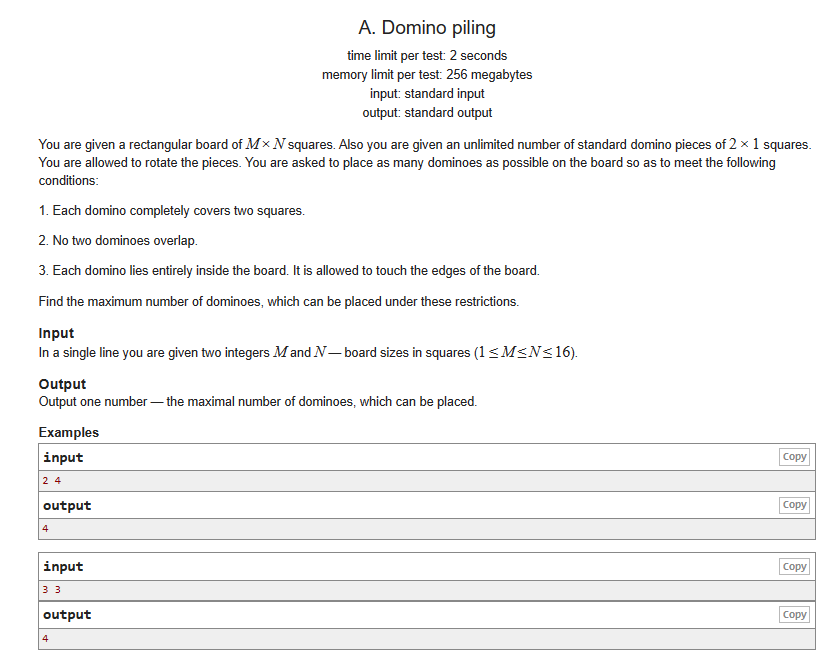 A. Domino piling
time limit per test: 2 seconds
memory limit per test: 256 megabytes
input: standard input
output: standard output
You are given a rectangular board of M × N squares. Also you are given an unlimited number of standard domino pieces of 2 × 1 squares.
You are allowed to rotate the pieces. You are asked to place as many dominoes as possible on the board so as to meet the following
conditions:
1. Each domino completely covers two squares.
2. No two dominoes overlap.
3. Each domino lies entirely inside the board. It is allowed to touch the edges of the board.
Find the maximum number of dominoes, which can be placed under these restrictions.
Input
In a single line you are given two integers M and N — board sizes in squares (1 ≤ M ≤ N ≤ 16).
Output
Output one number — the maximal number of dominoes, which can be placed.
Examples
input Copy
2 4
output Copy
4
input Copy
3 3
output Copy
4